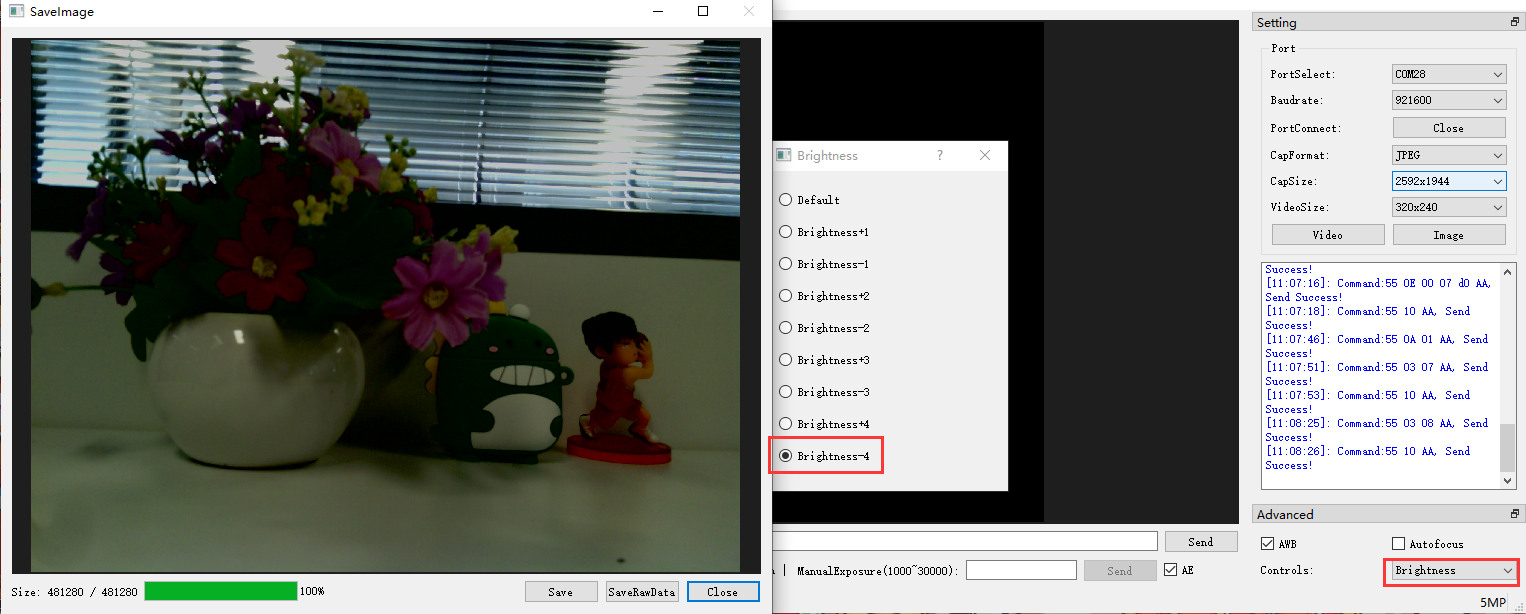 SaveImage
Size: 481280 / 481280
100%
Save
SaveRawData
Close
Brightness
?
Default
Brightness+1
Brightness-1
Brightness+2
Brightness-2
Brightness+3
Brightness-3
Brightness+4
Brightness-4
Send
| ManualExposure(1000~30000):
Send
AE
Setting
Port
PortSelect: COM28
Baudrate: 921600
PortConnect: Close
CapFormat: JPEG
CapSize: 2592x1944
VideoSize: 320x240
Video
Image
Success!
[11:07:16]: Command:55 0E 00 07 d0 AA,
Send Success!
[11:07:18]: Command:55 10 AA, Send
Success!
[11:07:46]: Command:55 0A 01 AA, Send
Success!
[11:07:51]: Command:55 03 07 AA, Send
Success!
[11:07:53]: Command:55 10 AA, Send
Success!
[11:08:25]: Command:55 03 08 AA, Send
Success!
[11:08:26]: Command:55 10 AA, Send
Success!
Advanced
AWB
Autofocus
Controls: Brightness
5MP